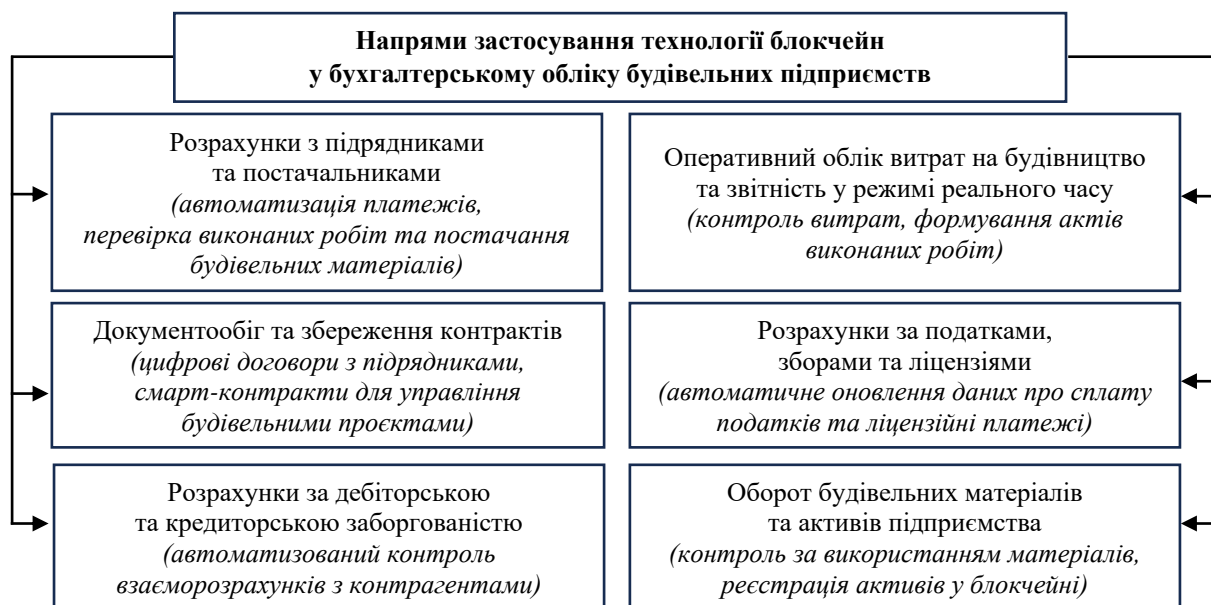 Напрями застосування технології блокчейн
у бухгалтерському обліку будівельних підприємств
Розрахунки з підрядниками
та постачальниками
(автоматизація платежів,
перевірка виконаних робіт та постачання
будівельних матеріалів)
Оперативний облік витрат на будівництво
та звітність у режимі реального часу
(контроль витрат, формування актів
виконаних робіт)
Документообіг та збереження контрактів
(цифрові договори з підрядниками,
смарт-контракти для управління
будівельними проєктами)
Розрахунки за податками,
зборами та ліцензіями
(автоматичне оновлення даних про сплату
податків та ліцензійні платежі)
Розрахунки за дебіторською
та кредиторською заборгованістю
(автоматизований контроль
взаєморозрахунків з контрагентами)
Оборот будівельних матеріалів
та активів підприємства
(контроль за використанням матеріалів,
реєстрація активів у блокчейні)